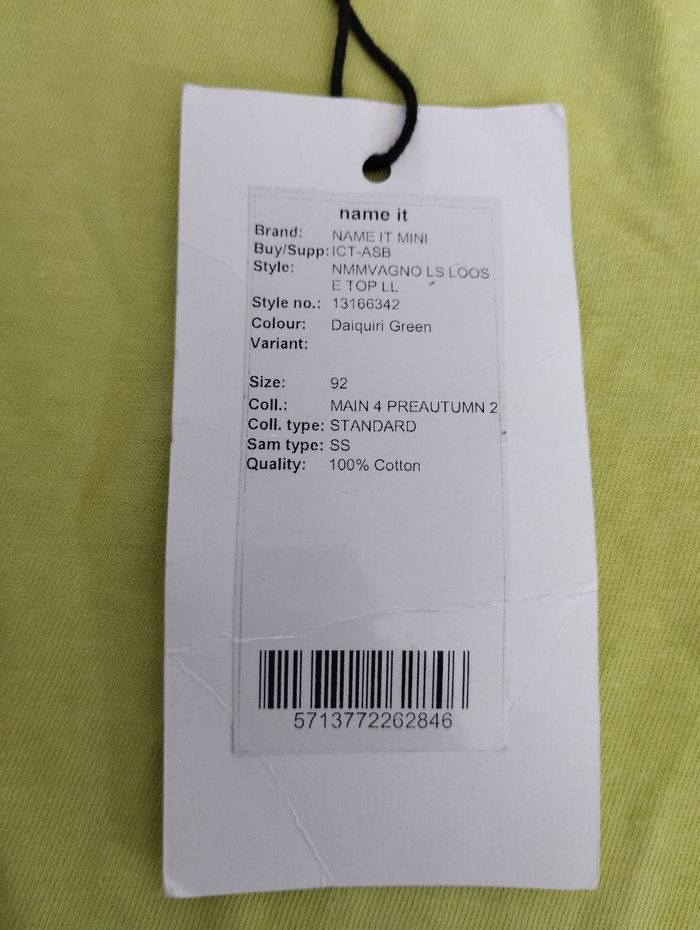 name it
Brand: NAME IT MINI
Buy/Supp: ICT-ASB
Style: NMMVAGNO LS LOOS
E TOP LL
Style no.: 13166342
Colour: Daiquiri Green
Variant:
Size: 92
Coll.: MAIN 4 PREAUTUMN 2
Coll. type: STANDARD
Sam type: SS
Quality: 100% Cotton
5713772262846